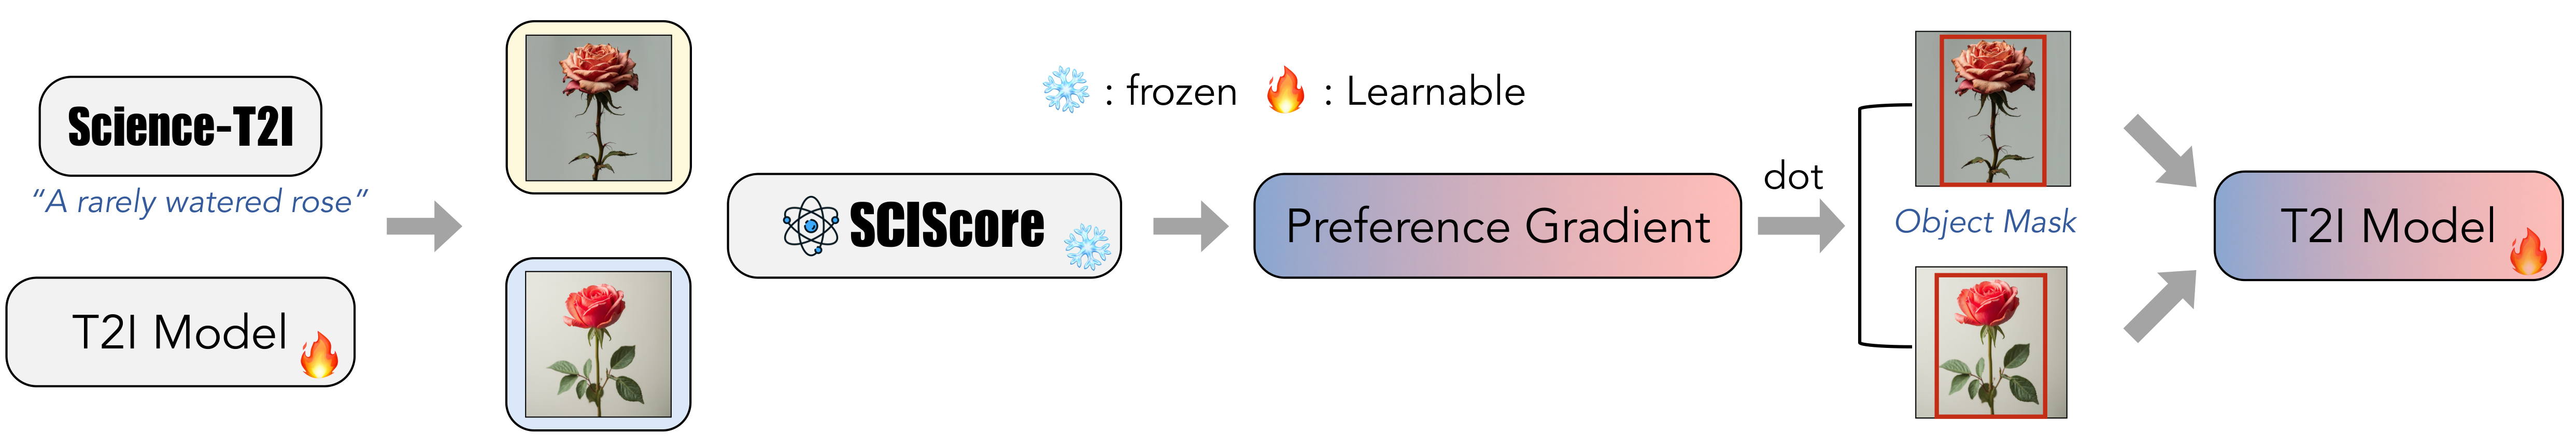 Science-T2I
“A rarely watered rose”
T2I Model
: frozen
: Learnable
SCIScore
Preference Gradient
dot
Object Mask
T2I Model